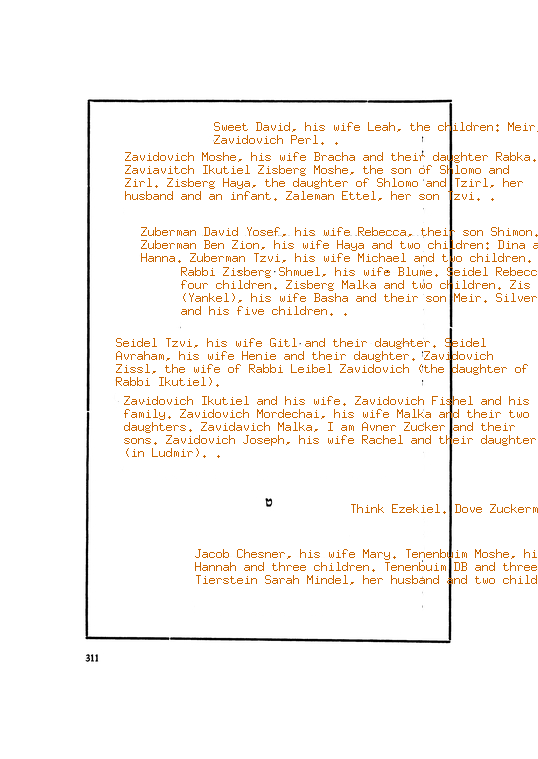 Sweet David, his wife Leah, the children: Meir,
Zavidovich Perl. .
Zavidovich Moshe, his wife Bracha and their daughter Rabka.
Zaviavitch Ikutiel Zisberg Moshe, the son of Shlomo and
Zirl. Zisberg Haya, the daughter of Shlomo and Tzirl, her
husband and an infant. Zaleman Ettel, her son Tzvi. .
Zuberman David Yosef, his wife Rebecca, their son Shimon.
Zuberman Ben Zion, his wife Haya and two children: Dina a
Hanna. Zuberman Tzvi, his wife Michael and two children.
Rabbi Zisberg Shmuel, his wife Blume. Seidel Rebecc
four children. Zisberg Malka and two children. Zis
(Yankel), his wife Basha and their son Meir. Silver
and his five children. .
Seidel Tzvi, his wife Gitl and their daughter. Seidel
Avraham, his wife Henie and their daughter. Zavidovich
Zissl, the wife of Rabbi Leibel Zavidovich (the daughter of
Rabbi Ikutiel).
Zavidovich Ikutiel and his wife. Zavidovich Fishel and his
family. Zavidovich Mordechai, his wife Malka and their two
daughters. Zavidavich Malka, I am Avner Zucker and their
sons. Zavidovich Joseph, his wife Rachel and their daughter
(in Ludmir). .
ט
Think Ezekiel. Dove Zuckerm
Jacob Chesner, his wife Mary. Tenenbuim Moshe, hi
Hannah and three children. Tenenbuim DB and three
Tierstein Sarah Mindel, her husband and two child
311